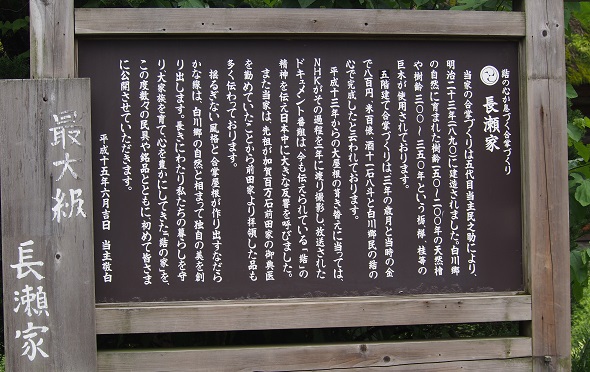 結の心が息づく合掌づくり
長瀬家
当家の合掌づくりは五代目当主民之助により、
明治二十三年(一八九〇)に建造されました。白川郷
の自然に育まれた樹齢一五〇~二〇〇年の天然檜
や樹齢三〇〇~三五〇年という栃、欅、桂等の
巨木が使用されております。
五階建て合掌づくりは三年の歳月と当時の金
で八百円、米百俵、酒十一石八斗と白川郷民の結の
心で完成したと云われております。
平成十三年からの大屋根の葺き替えに当っては、
NHKがその過程を一年に渡り撮影し、放送された
ドキュメント番組は、今も伝えられている「結」の
精神を伝え日本中に大きな反響を呼びました。
また当家は、先祖が加賀百万石前田家の御典医
を勤めていたことから前田家より拝領した品も
多く伝わっております。
揺るぎない風格と合掌屋根が作り出すなだら
かな線は、白川郷の自然と相まって独自の美を創
り出します。長きにわたり私たちの暮らしを守
り大家族を育て、心を豊かにしてきた「結の家」を、
この度数々の民具や銘品とともに、初めて皆さま
に公開させていただきます。
平成十五年六月吉日 当主敬白
最大級
長瀬家